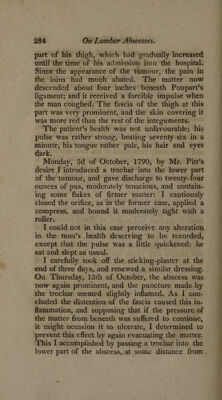 284 On Lumbar Abscesses.
part of his thigh, which had gradually increased
until the time of his admission into the hospital.
Since the appearance of the tumour, the pain in
the loins had much abated. The matter now
descended about four inches beneath Poupart's
ligament; and it received a forcible impulse when
the man coughed. The fascia of the thigh at this
part was very prominent, and the skin covering it
was more red than the rest of the integuments.
The patient's health was not unfavourable; his
pulse was rather strong, beating seventy-six in a
minute, his tongue rather pale, his hair and eyes
dark.
Monday, 3d of October, 1790, by Mr. Pitt's
desire I introduced a trochar into the lower part
of the tumour, and gave discharge to twenty-four
ounces of pus, moderately tenacious, and contain-
ing some flakes of firmer matter: I cautiously
closed the orifice, as in the former case, applied a
compress, and bound it moderately tight with a
roller.
I could not in this case perceive any alteration
in the man's health deserving to be recorded,
except that the pulse was a little quickened: he
eat and slept as usual.
I carefully took off the sticking-plaster at the
end of three days, and renewed a similar dressing.
On Thursday, 13th of October, the abscess was
now again prominent, and the puncture made by
the trochar seemed slightly inflamed. As I con-
cluded the distention of the fascia caused this in-
flammation, and supposing that if the pressure of
the matter from beneath was suffered to continue,
it might occasion it to ulcerate, I determined to
prevent this effect by again evacuating the matter.
This I accomplished by passing a trochar into the
lower part of the abscess, at some distance from